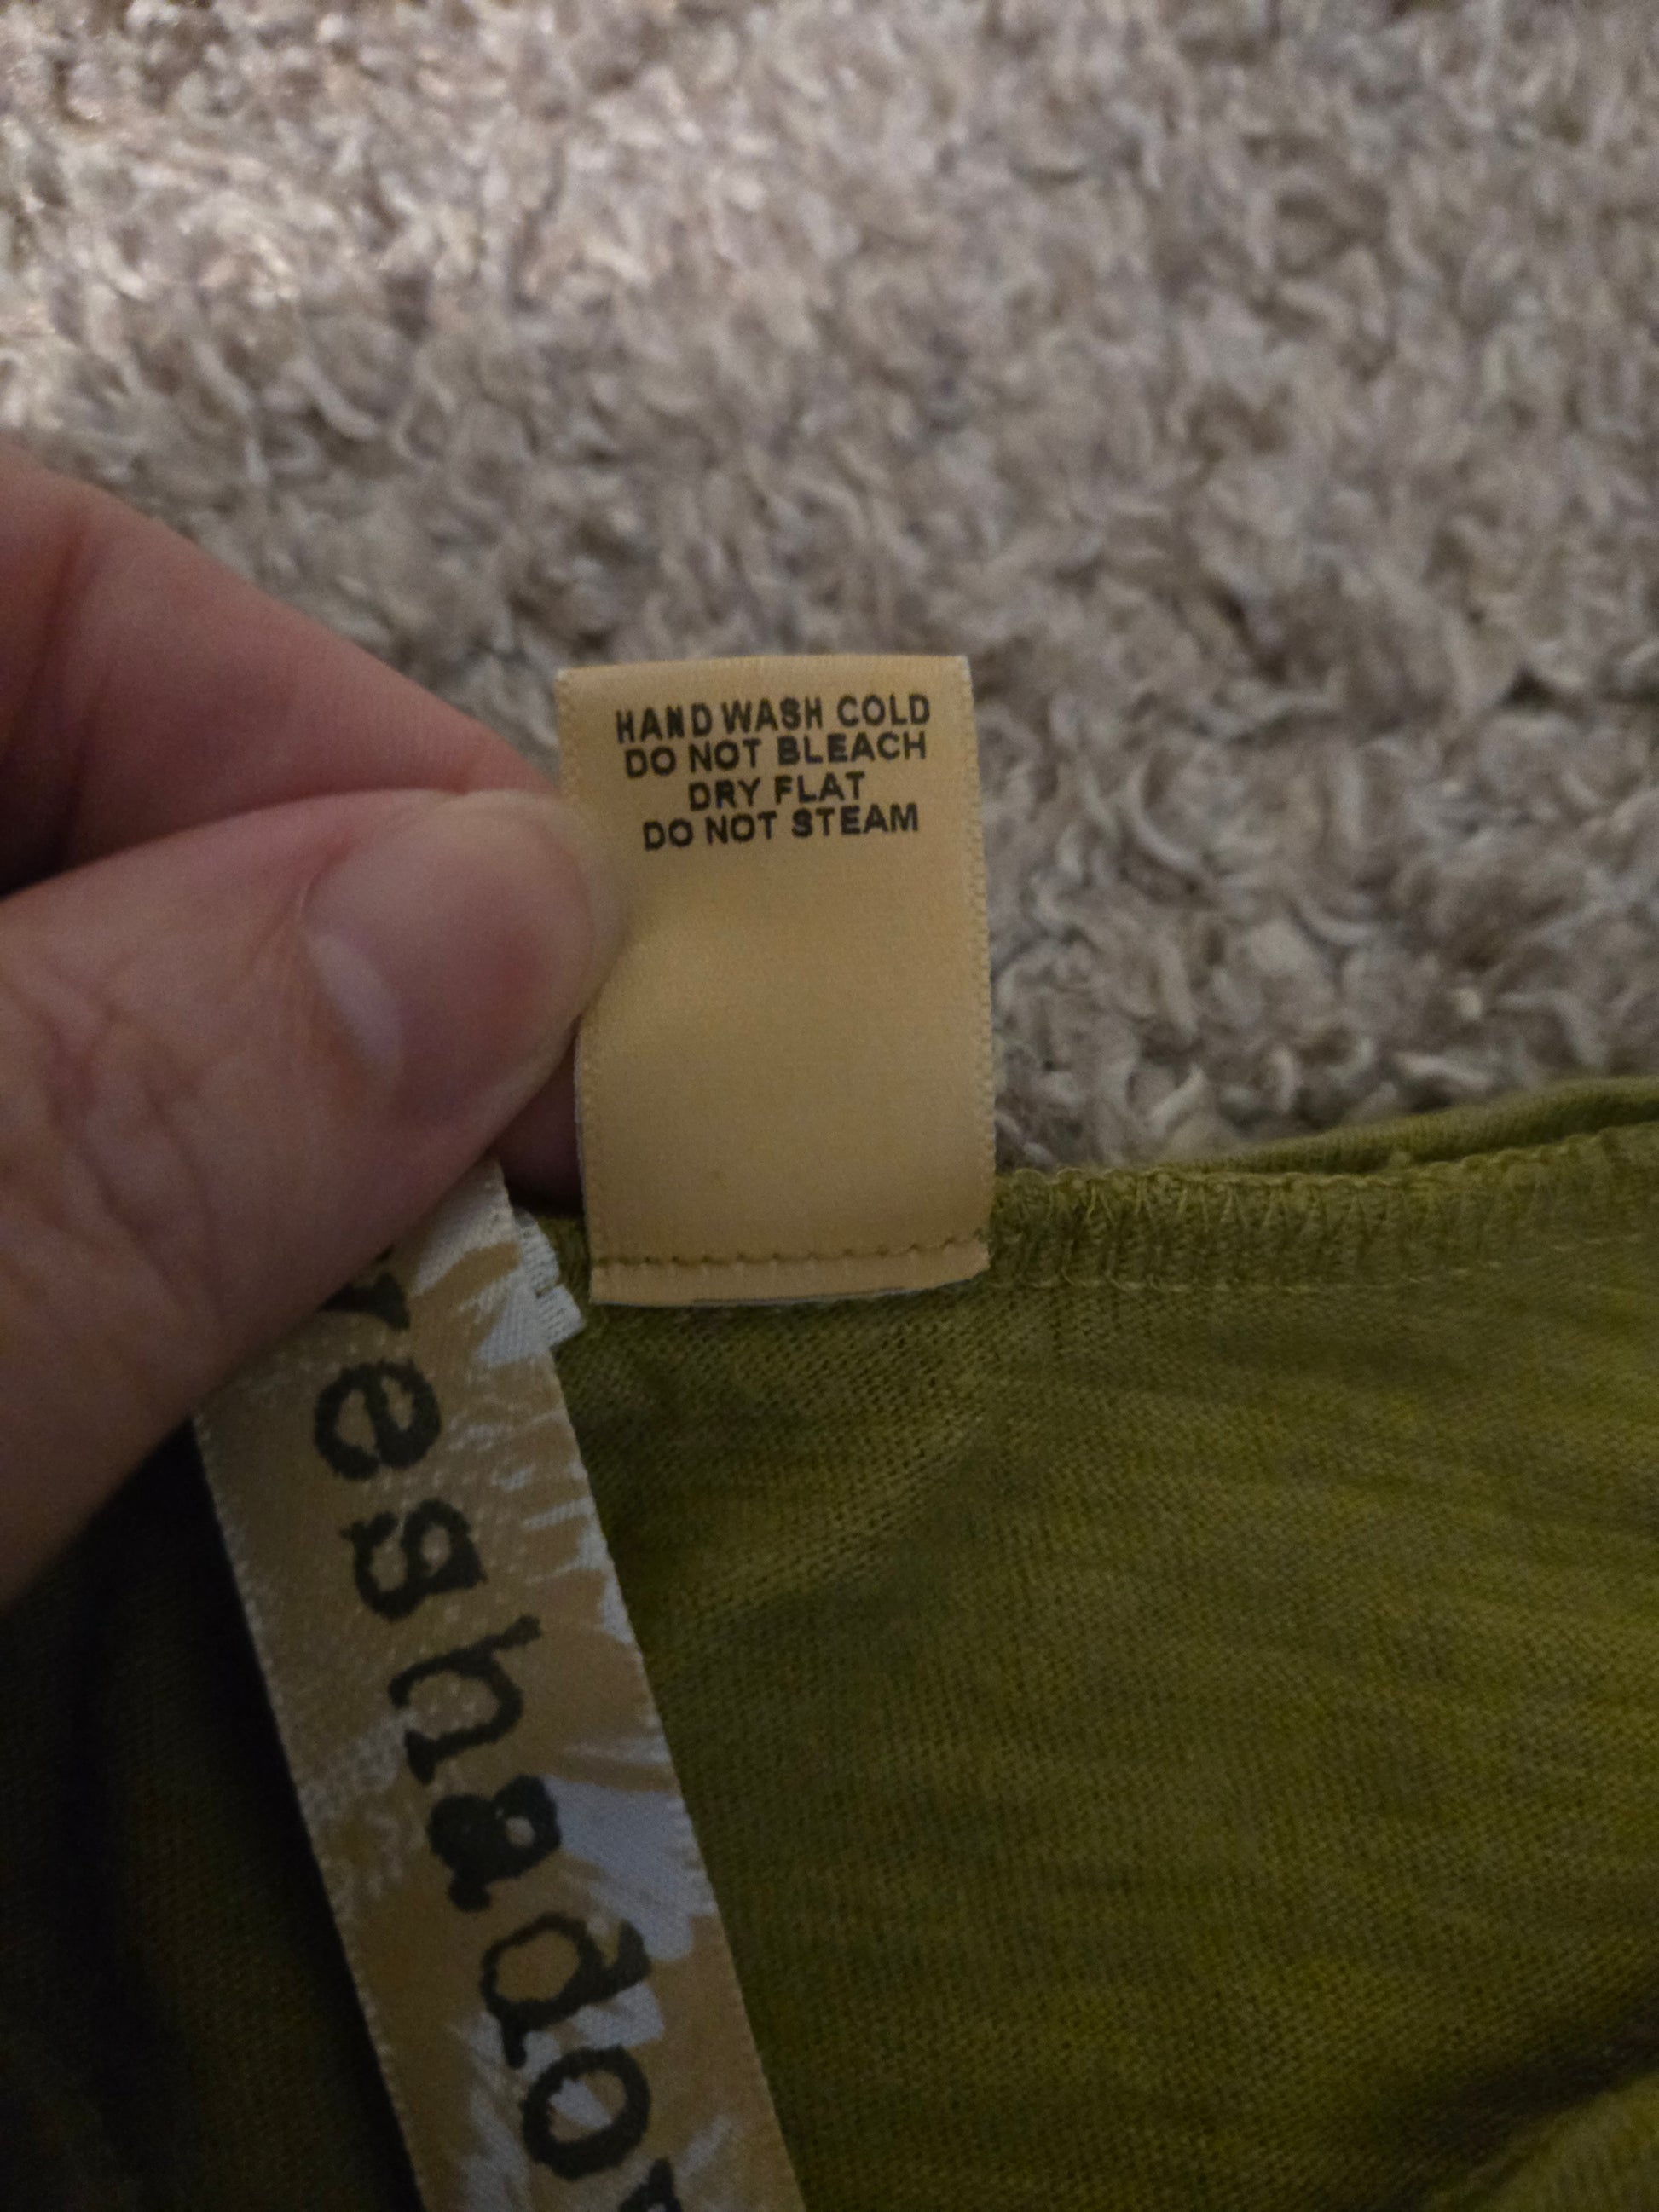 HAND WASH COLD
DO NOT BLEACH
DRY FLAT
DO NOT STEAM